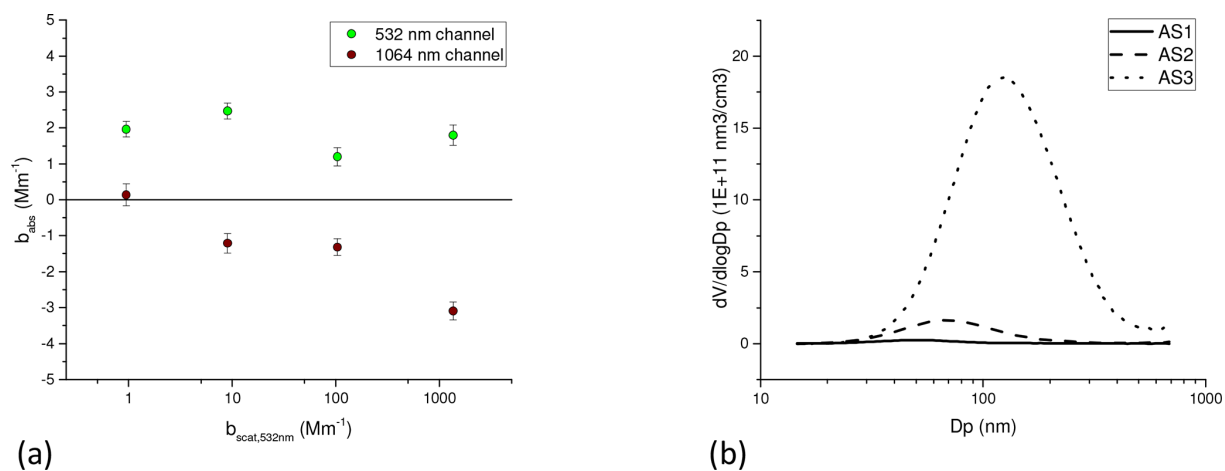 5
4
3
2
1
0
-1
-2
-3
-4
-5
b_abs (Mm⁻¹)
532 nm channel
1064 nm channel
1 10 100 1000
b_scat,532nm (Mm⁻¹)
(a)
20
15
10
5
0
dV/dlogDp (1E+11 nm3/cm3)
AS1
AS2
AS3
10 100 1000
Dp (nm)
(b)